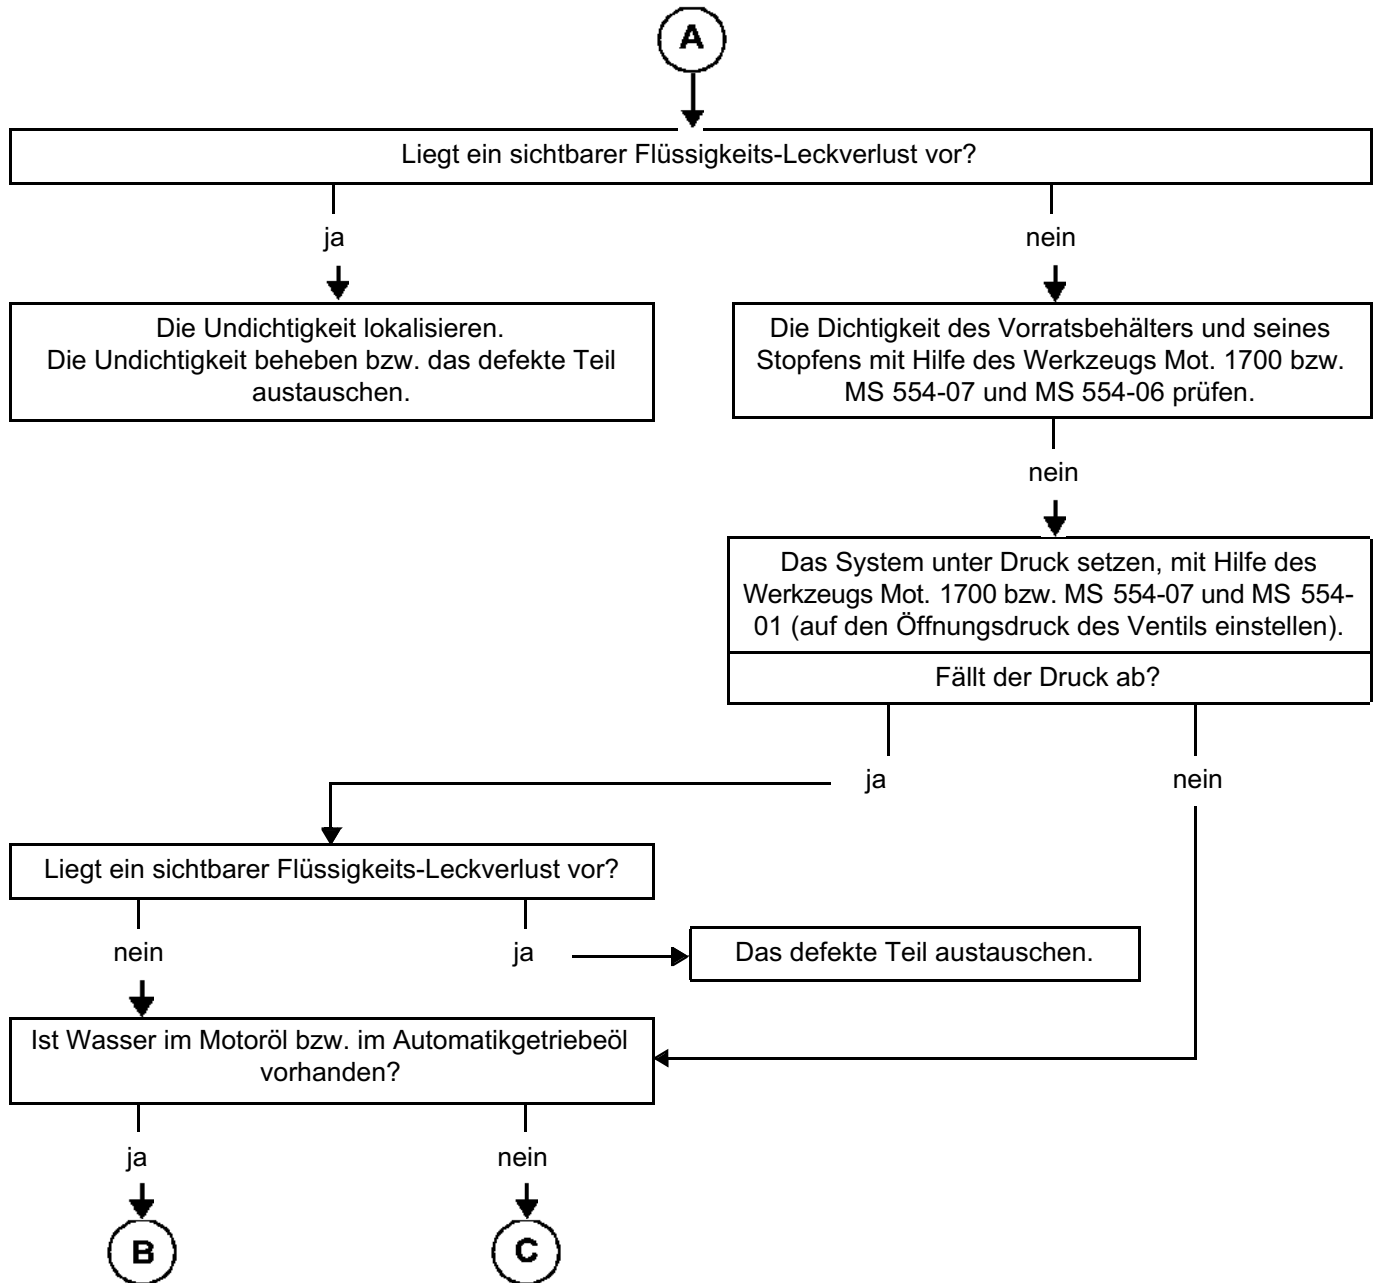 A
Liegt ein sichtbarer Flüssigkeits-Leckverlust vor?
ja
nein
Die Undichtigkeit lokalisieren.
Die Undichtigkeit beheben bzw. das defekte Teil
austauschen.
Die Dichtigkeit des Vorratsbehälters und seines
Stopfens mit Hilfe des Werkzeugs Mot. 1700 bzw.
MS 554-07 und MS 554-06 prüfen.
nein
Das System unter Druck setzen, mit Hilfe des
Werkzeugs Mot. 1700 bzw. MS 554-07 und MS 554-
01 (auf den Öffnungsdruck des Ventils einstellen).
Fällt der Druck ab?
ja
nein
Liegt ein sichtbarer Flüssigkeits-Leckverlust vor?
nein
ja
Das defekte Teil austauschen.
Ist Wasser im Motoröl bzw. im Automatikgetriebeöl
vorhanden?
ja
nein
B
C